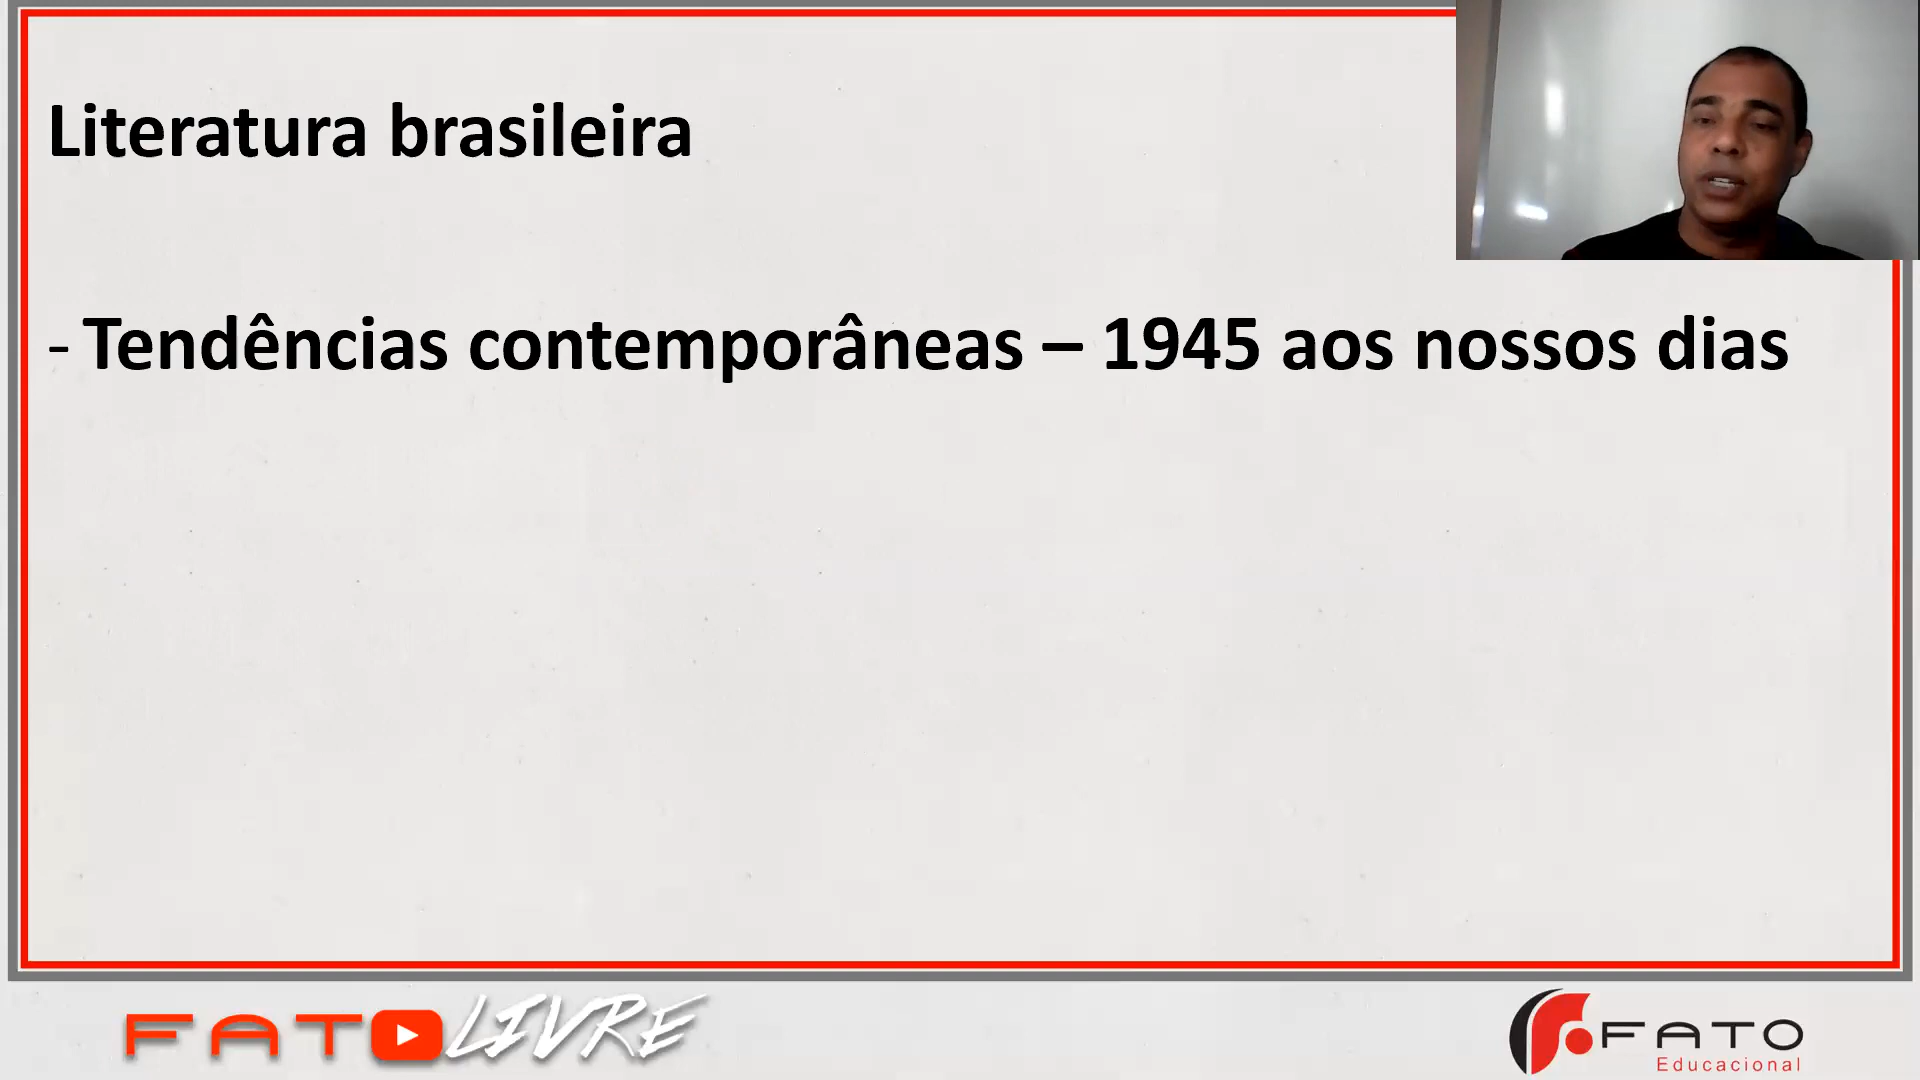 Literatura brasileira
- Tendências contemporâneas – 1945 aos nossos dias
FATO LIVRE
FATO
Educacional